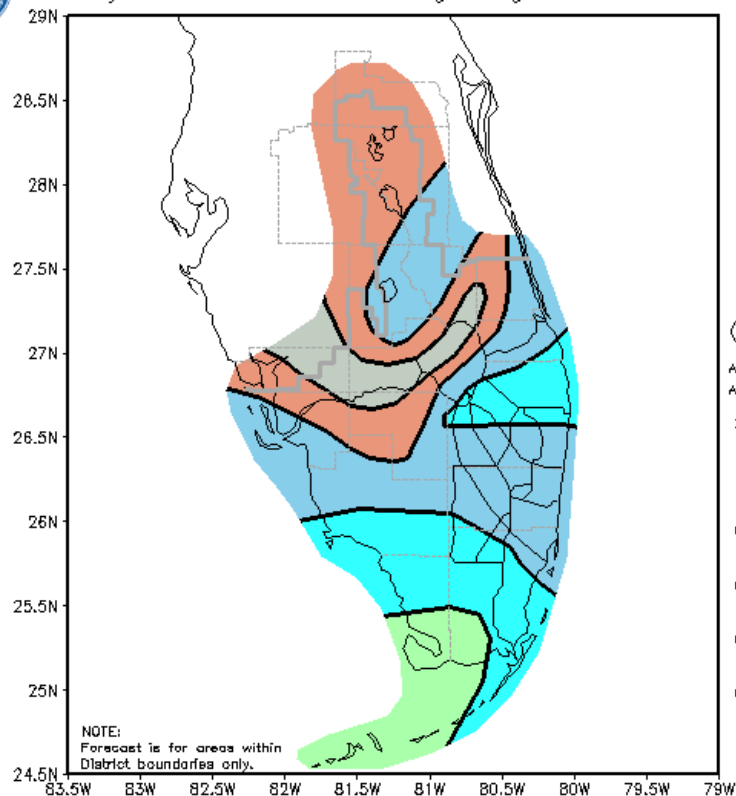 29N
28.5N
28N
27.5N
27N
26.5N
26N
25.5N
25N
24.5N
NOTE:
Forecast is for areas within
District boundaries only.
83.5W 83W 82.5W 82W 81.5W 81W 80.5W 80W 79.5W 79W
A
A